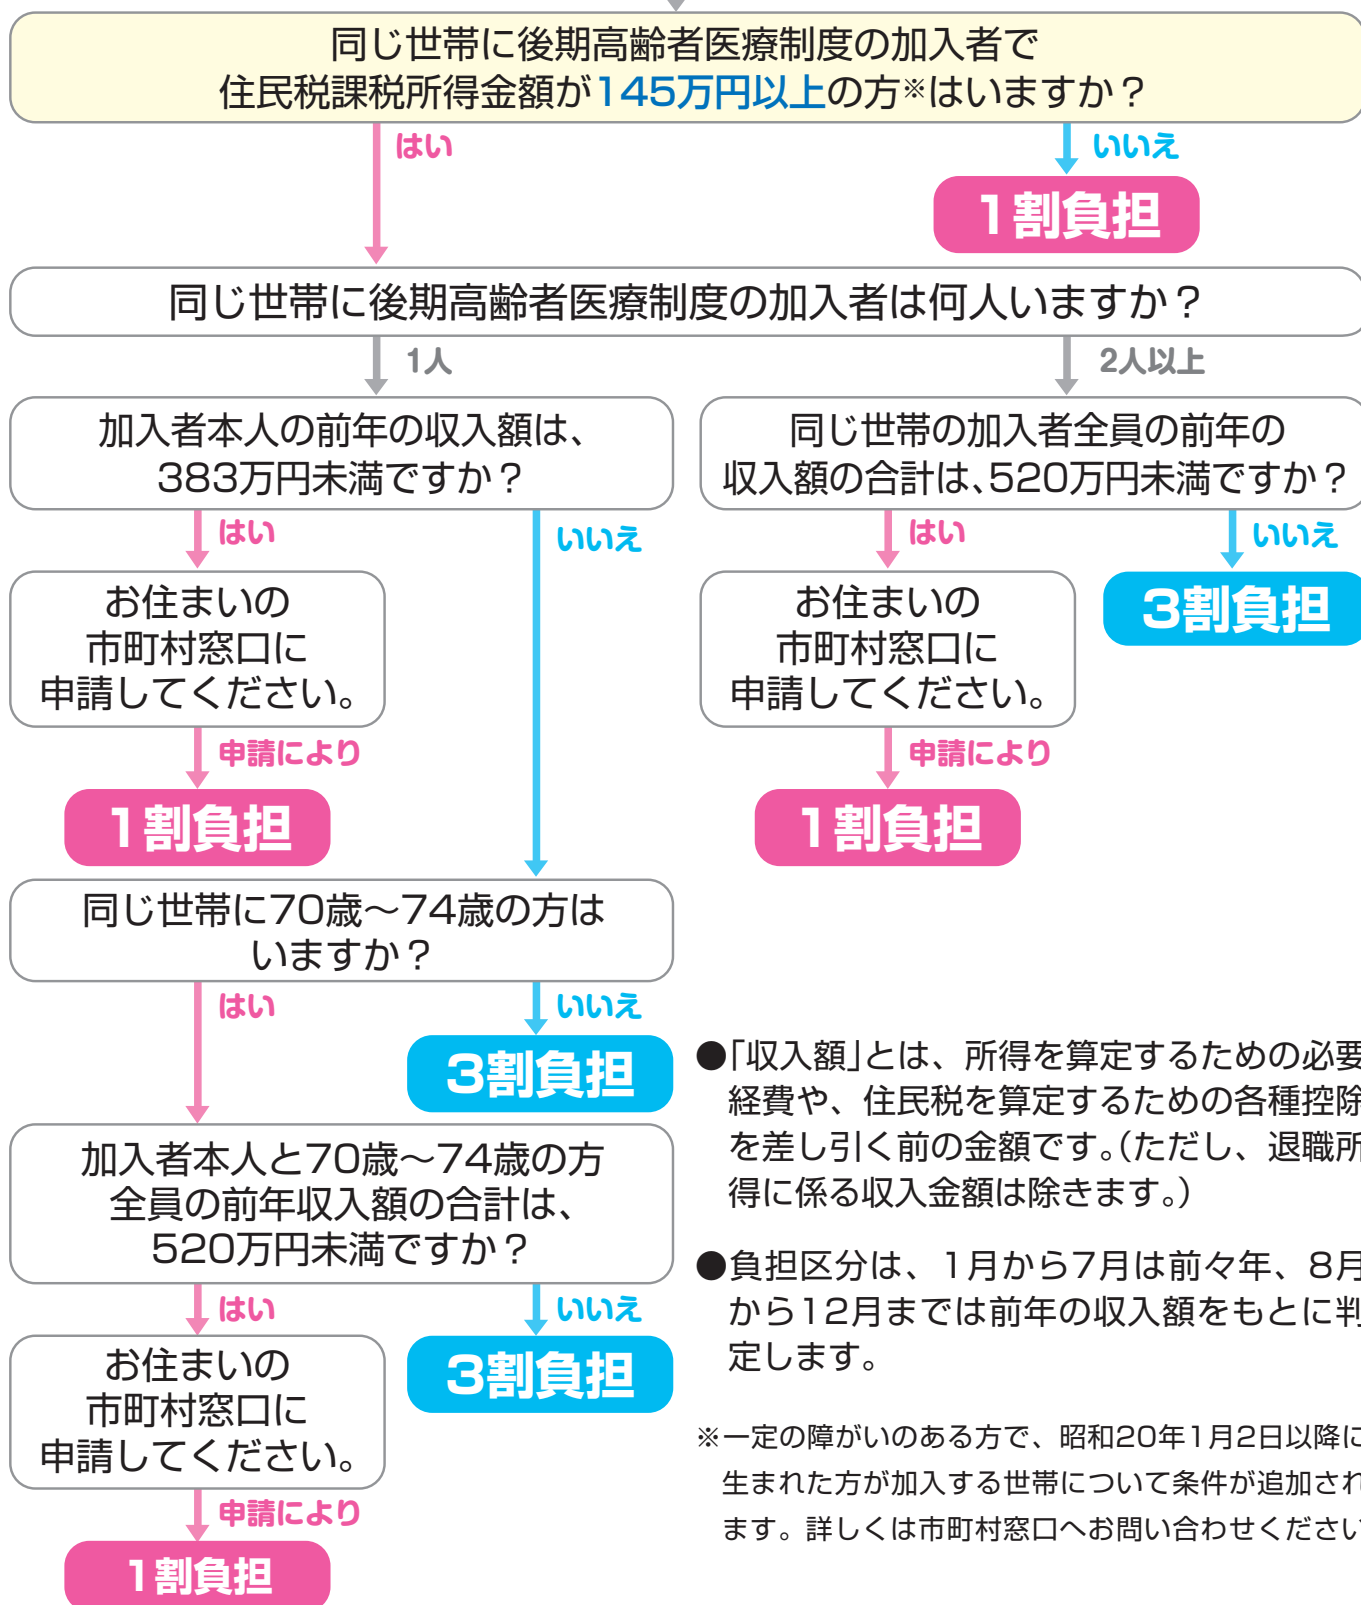 同じ世帯に後期高齢者医療制度の加入者で
住民税課税所得金額が145万円以上の方※はいますか？
はい
いいえ
1割負担
同じ世帯に後期高齢者医療制度の加入者は何人いますか？
1人
2人以上
加入者本人の前年の収入額は、
383万円未満ですか？
同じ世帯の加入者全員の前年の
収入額の合計は、520万円未満ですか？
はい
いいえ
はい
いいえ
お住まいの
市町村窓口に
申請してください。
お住まいの
市町村窓口に
申請してください。
3割負担
申請により
申請により
1割負担
1割負担
同じ世帯に70歳～74歳の方は
いますか？
はい
いいえ
3割負担
加入者本人と70歳～74歳の方
全員の前年収入額の合計は、
520万円未満ですか？
はい
いいえ
お住まいの
市町村窓口に
申請してください。
3割負担
申請により
1割負担
●「収入額」とは、所得を算定するための必要
経費や、住民税を算定するための各種控除
を差し引く前の金額です。（ただし、退職所
得に係る収入金額は除きます。）
●負担区分は、1月から7月は前々年、8月
から12月までは前年の収入額をもとに判
定します。
※一定の障がいのある方で、昭和20年1月2日以降に
生まれた方が加入する世帯について条件が追加され
ます。詳しくは市町村窓口へお問い合わせください